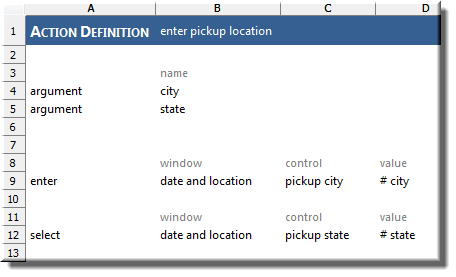 A B C D
1 ACTION DEFINITION enter pickup location
2
3 name
4 argument city
5 argument state
6
7
8 window control value
9 enter date and location pickup city # city
10
11 window control value
12 select date and location pickup state # state
13